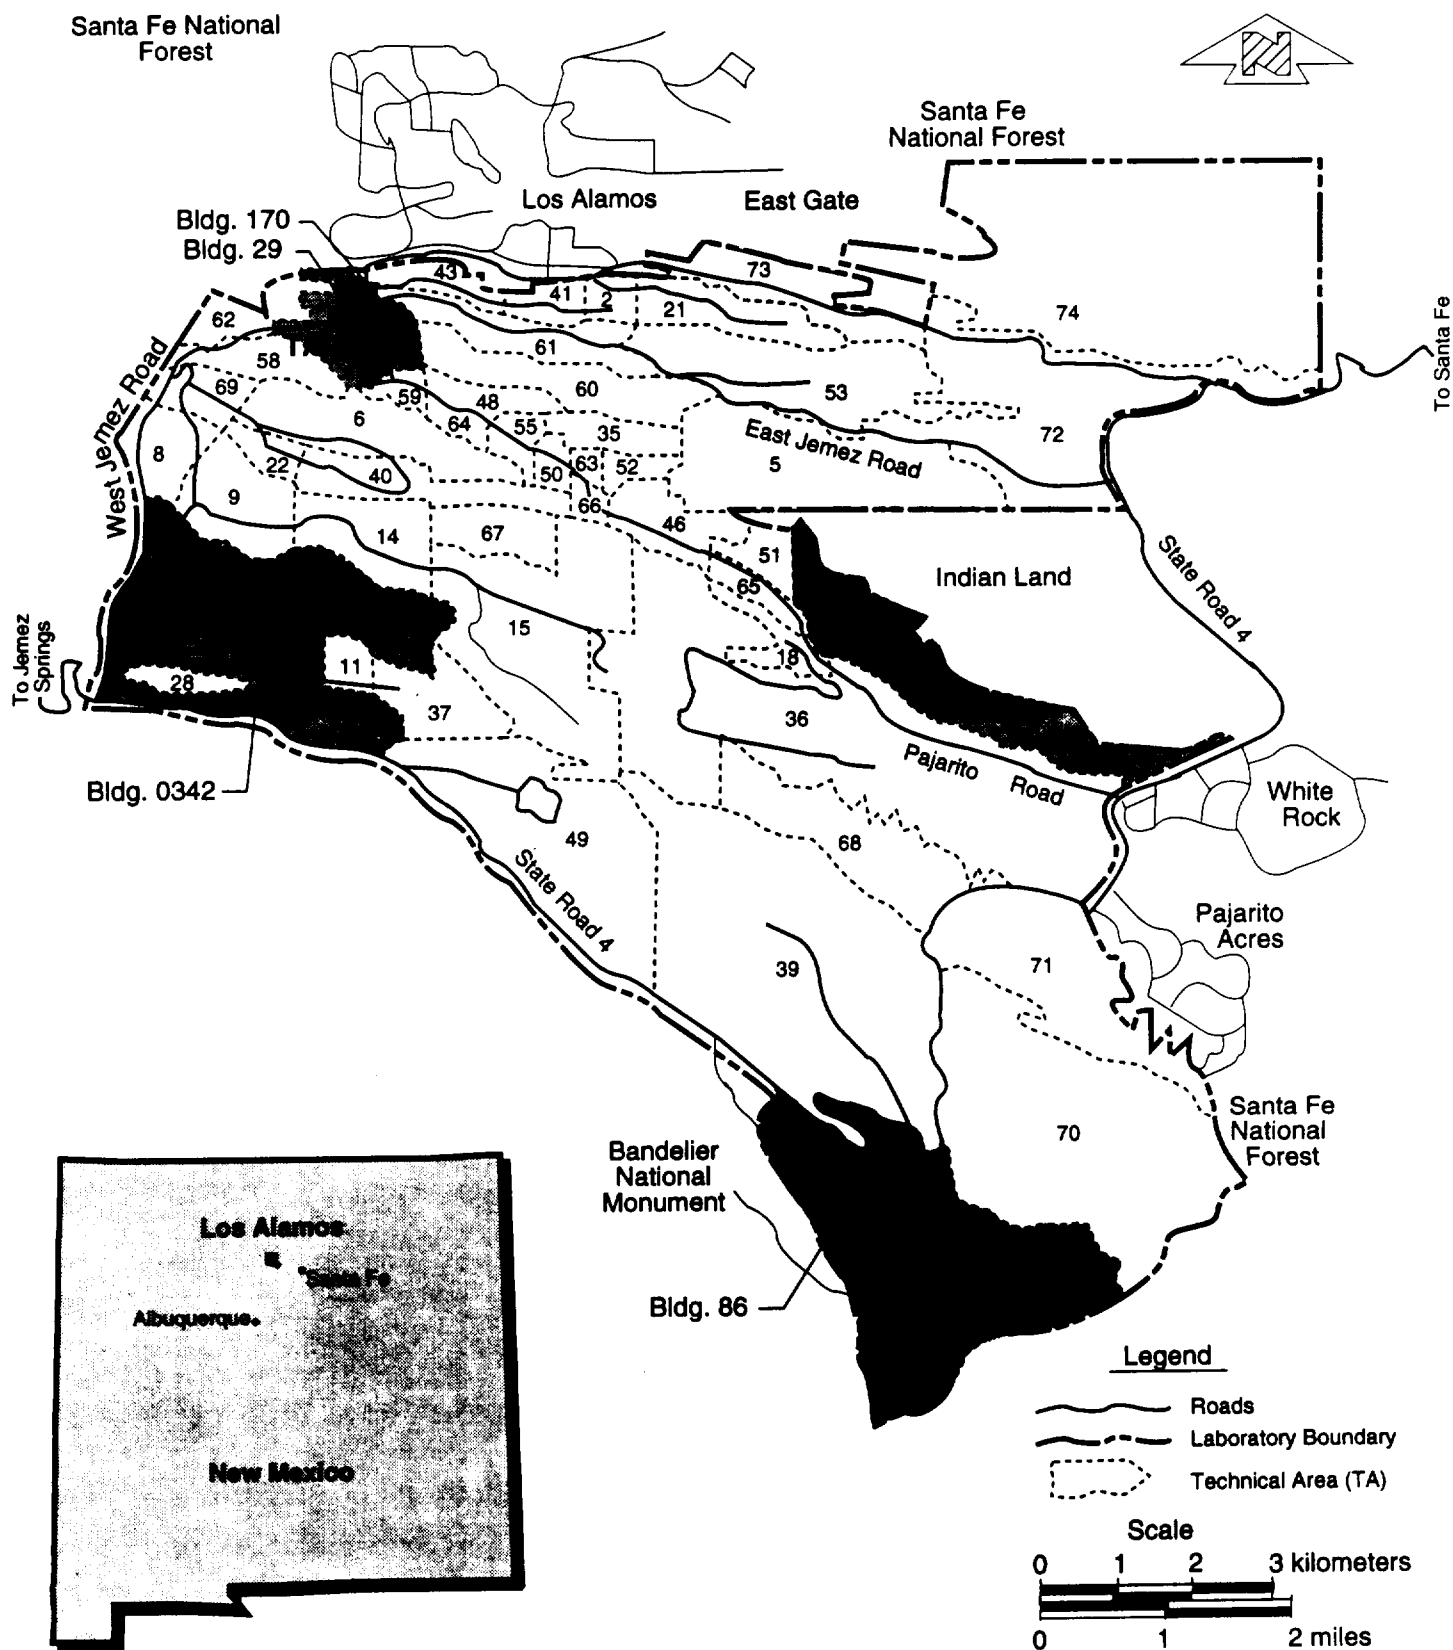 Santa Fe National
Forest
N
Santa Fe
National Forest
Los Alamos
East Gate
Bldg. 170
Bldg. 29
43
73
41
2
21
74
62
61
58
69
59
48
60
53
6
64
55
35
72
East Jemez Road
To Santa Fe
West Jemez Road
8
22
40
50
63
52
5
9
66
46
14
67
51
Indian Land
State Road 4
65
15
To Jemez
Springs
11
18
28
37
36
Pajarito Road
Bldg. 0342
White
Rock
49
68
State Road 4
Pajarito
Acres
39
71
70
Santa Fe
National
Forest
Bandelier
National
Monument
Bldg. 86
Los Alamos
Santa Fe
Albuquerque
New Mexico
Legend
Roads
Laboratory Boundary
Technical Area (TA)
Scale
0 1 2 3 kilometers
0 1 2 miles